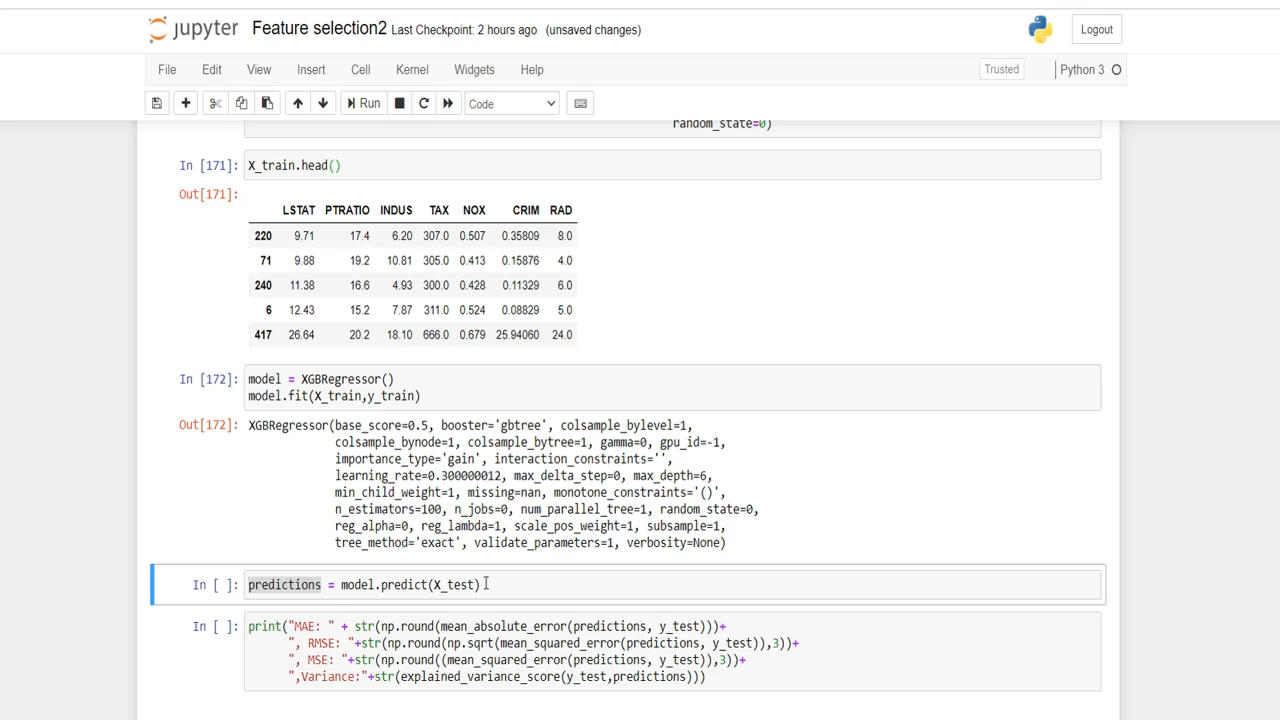 jupyter Feature selection2 Last Checkpoint: 2 hours ago (unsaved changes) Logout
File Edit View Insert Cell Kernel Widgets Help Trusted Python 3
Run Code
random_state=0)
In [171]: X_train.head()
Out[171]:
LSTAT PTRATIO INDUS TAX NOX CRIM RAD
220 9.71 17.4 6.20 307.0 0.507 0.35809 8.0
71 9.88 19.2 10.81 305.0 0.413 0.15876 4.0
240 11.38 16.6 4.93 300.0 0.428 0.11329 6.0
6 12.43 15.2 7.87 311.0 0.524 0.08829 5.0
417 26.64 20.2 18.10 666.0 0.679 25.94060 24.0
In [172]: model = XGBRegressor()
model.fit(X_train,y_train)
Out[172]: XGBRegressor(base_score=0.5, booster='gbtree', colsample_bylevel=1,
colsample_bynode=1, colsample_bytree=1, gamma=0, gpu_id=-1,
importance_type='gain', interaction_constraints='',
learning_rate=0.300000012, max_delta_step=0, max_depth=6,
min_child_weight=1, missing=nan, monotone_constraints='()',
n_estimators=100, n_jobs=0, num_parallel_tree=1, random_state=0,
reg_alpha=0, reg_lambda=1, scale_pos_weight=1, subsample=1,
tree_method='exact', validate_parameters=1, verbosity=None)
In [ ]: predictions = model.predict(X_test)
In [ ]: print("MAE: " + str(np.round(mean_absolute_error(predictions, y_test)))+
", RMSE: "+str(np.round(np.sqrt(mean_squared_error(predictions, y_test)),3))+
", MSE: "+str(np.round((mean_squared_error(predictions, y_test)),3))+
",Variance:"+str(explained_variance_score(y_test,predictions)))